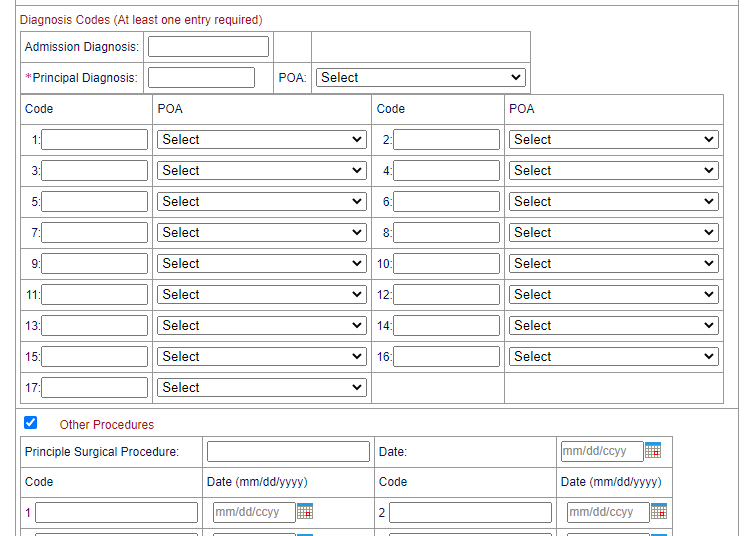 Diagnosis Codes (At least one entry required)
Admission Diagnosis:
*Principal Diagnosis: POA: Select
Code POA Code POA
1: Select 2: Select
3: Select 4: Select
5: Select 6: Select
7: Select 8: Select
9: Select 10: Select
11: Select 12: Select
13: Select 14: Select
15: Select 16: Select
17: Select
Other Procedures
Principle Surgical Procedure: Date: mm/dd/ccyy
Code Date (mm/dd/yyyy) Code Date (mm/dd/yyyy)
1 mm/dd/ccyy 2 mm/dd/ccyy